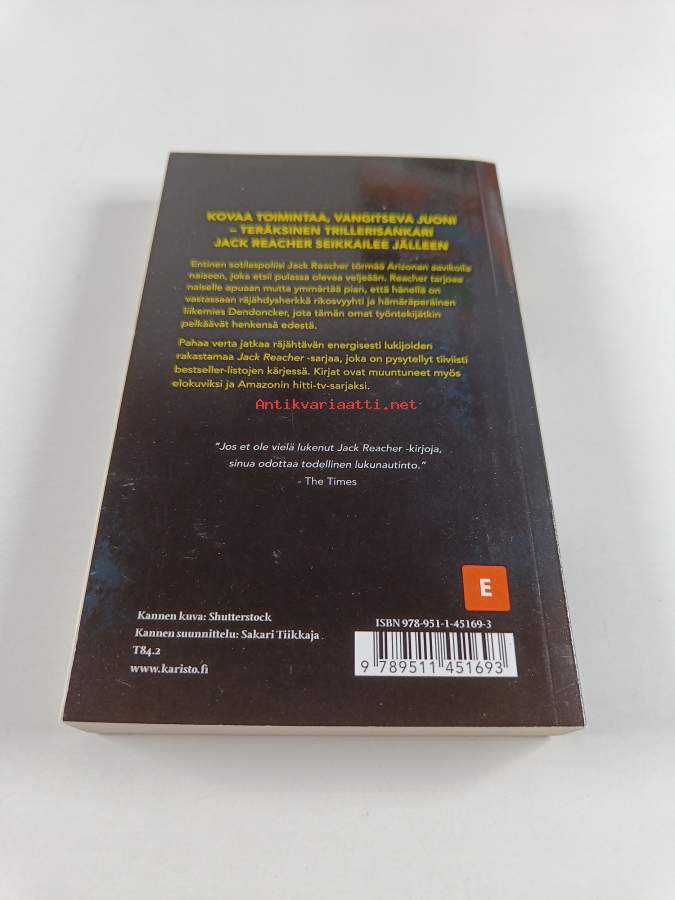 KOVAA TOIMINTAA, VANGITSEVA JUONI
– TERÄKSINEN TRILLERISANKARI
JACK REACHER SEIKKAILEE JÄLLEEN
Entinen sotilaspoliisi Jack Reacher törmää Arizonan aavikolla
naiseen, joka etsii pulassa olevaa veljeään. Reacher tarjoaa
naiselle apuaan mutta ymmärtää pian, että hänellä on
vastassaan räjähdysherkkä rikosvyyhti ja hämäräperäinen
liikemies Dendoncker, jota tämän omat työntekijätkin
pelkäävät henkensä edestä.
Pahaa verta jatkaa räjähtävän energisesti lukijoiden
rakastamaa Jack Reacher -sarjaa, joka on pysytellyt tiiviisti
bestseller-listojen kärjessä. Kirjat ovat muuntuneet myös
elokuviksi ja Amazonin hitti-tv-sarjaksi.
Antikvariaatti.net
"Jos et ole vielä lukenut Jack Reacher -kirjoja,
sinua odottaa todellinen lukunautinto."
- The Times
E
Kannen kuva: Shutterstock
Kannen suunnittelu: Sakari Tiikkaja
T84.2
www.karisto.fi
ISBN 978-951-1-45169-3
9 789511 451693